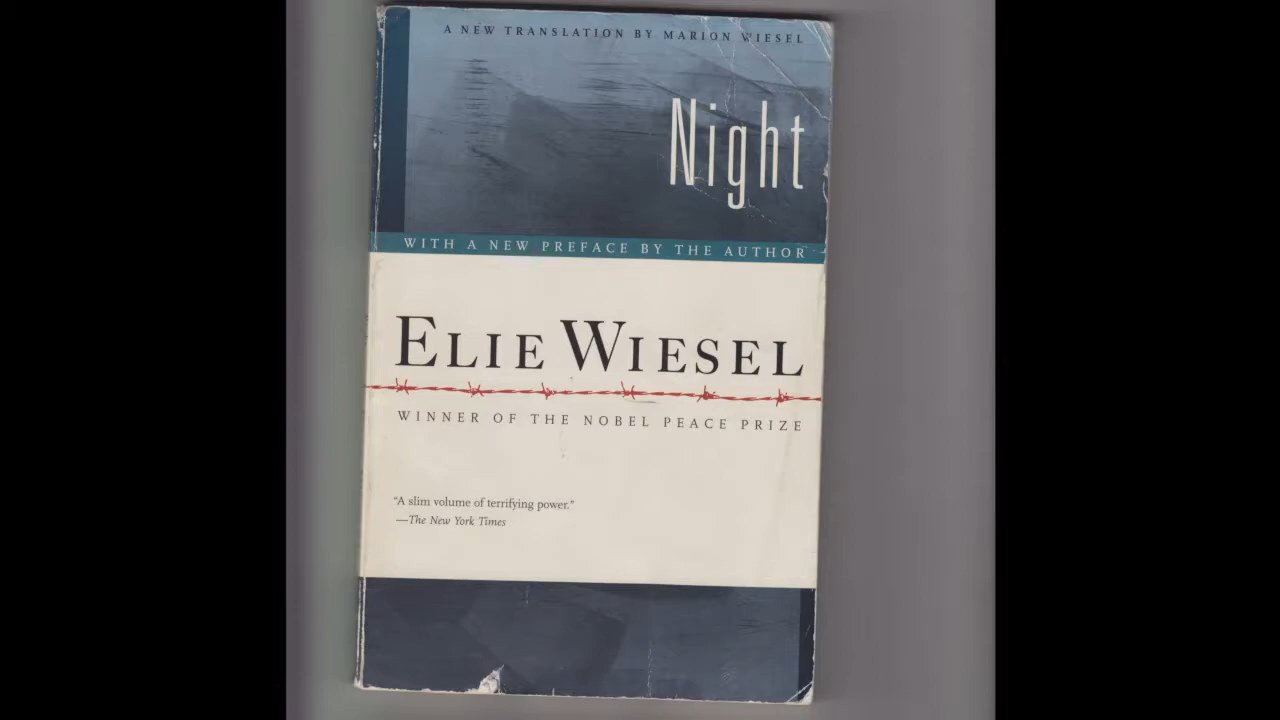 A NEW TRANSLATION BY MARION WIESEL
Night
WITH A NEW PREFACE BY THE AUTHOR
ELIE WIESEL
WINNER OF THE NOBEL PEACE PRIZE
“A slim volume of terrifying power.”
—The New York Times